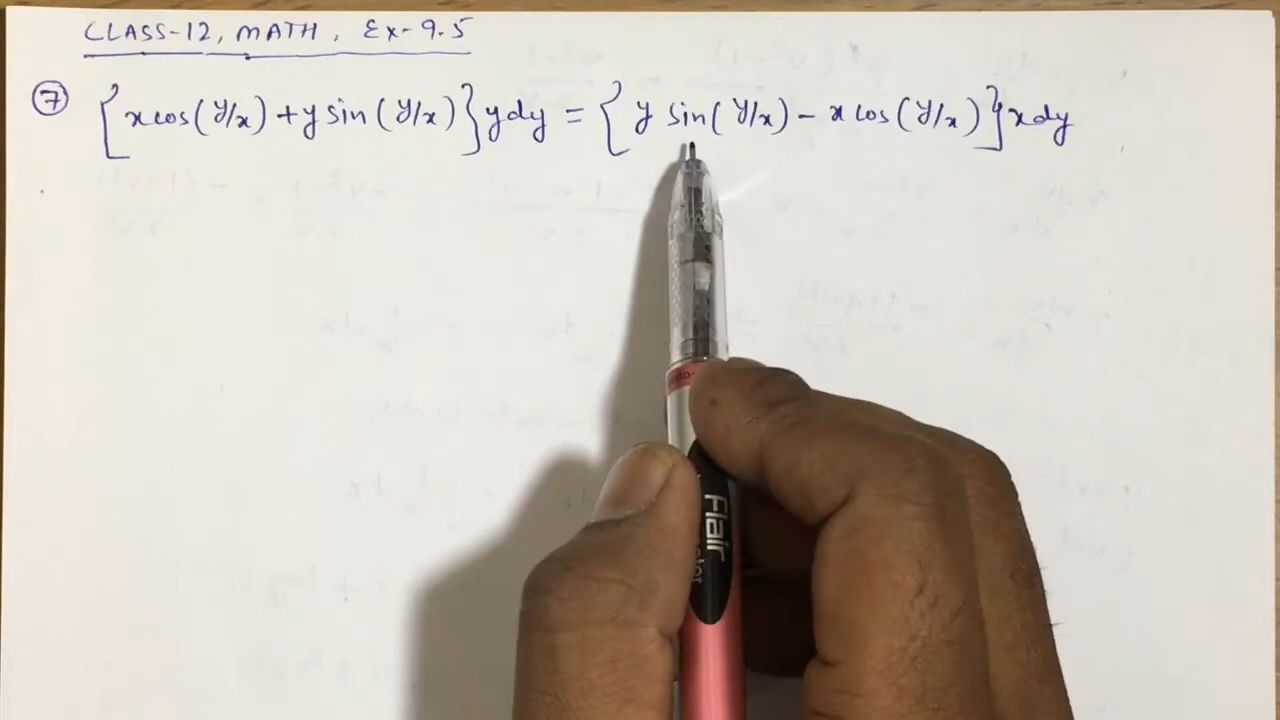 CLASS-12, MATH, Ex-9.5
⑦ {x cos(y/x) + y sin(y/x)} y dy = {y sin(y/x) - x cos(y/x)} x dy
Flair